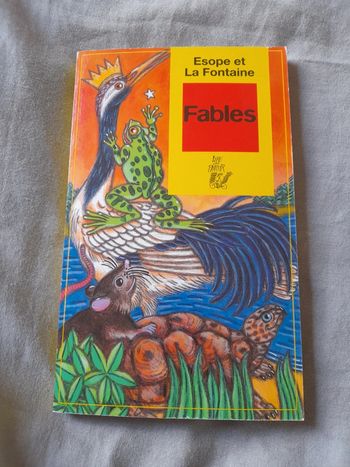 Esope et
La Fontaine
Fables